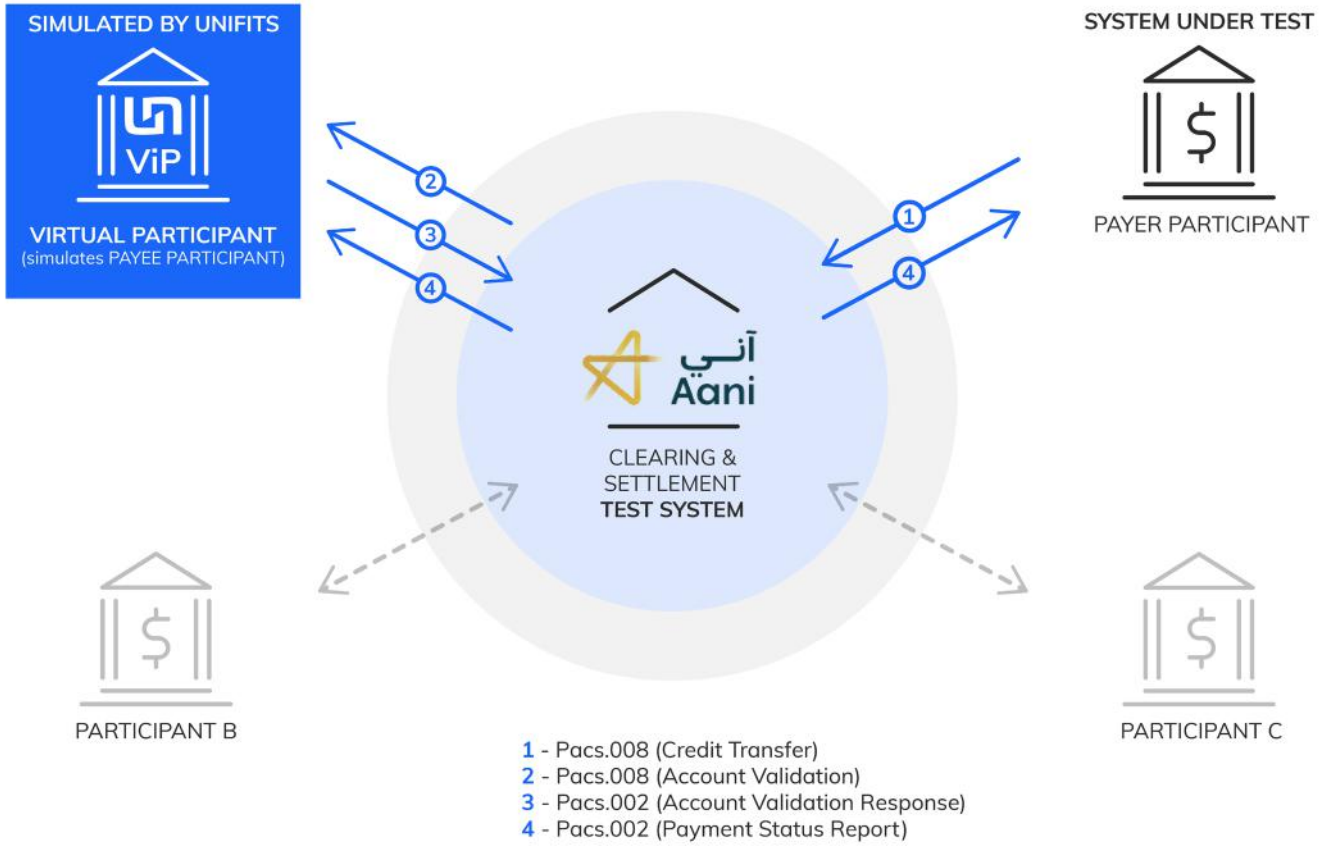 SIMULATED BY UNIFITS
ViP
VIRTUAL PARTICIPANT
(simulates PAYEE PARTICIPANT)
SYSTEM UNDER TEST
$
PAYER PARTICIPANT
2
3
4
1
4
آني
Aani
CLEARING &
SETTLEMENT
TEST SYSTEM
$
PARTICIPANT B
$
PARTICIPANT C
1 - Pacs.008 (Credit Transfer)
2 - Pacs.008 (Account Validation)
3 - Pacs.002 (Account Validation Response)
4 - Pacs.002 (Payment Status Report)